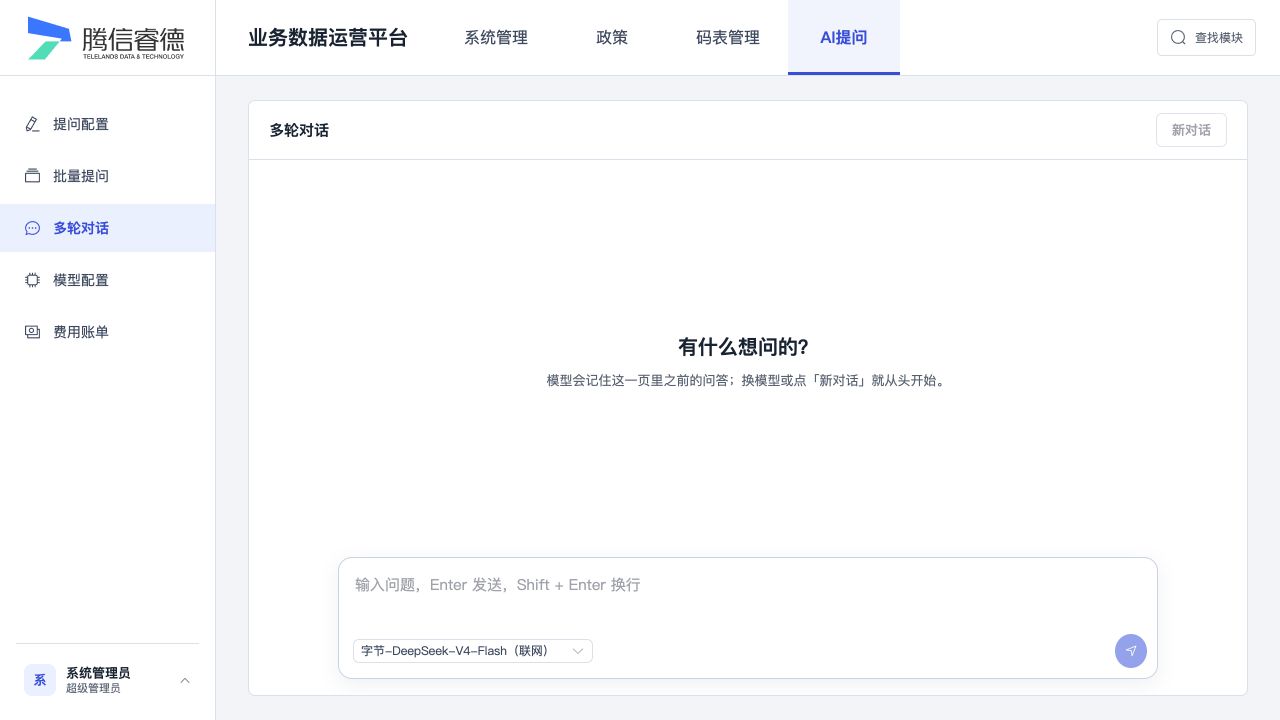 腾信睿德
TELELANDS DATA & TECHNOLOGY
业务数据运营平台
系统管理
政策
码表管理
AI提问
查找模块
提问配置
批量提问
多轮对话
模型配置
费用账单
多轮对话
新对话
有什么想问的?
模型会记住这一页里之前的问答；换模型或点「新对话」就从头开始。
输入问题，Enter 发送，Shift + Enter 换行
字节-DeepSeek-V4-Flash（联网）
系
系统管理员
超级管理员